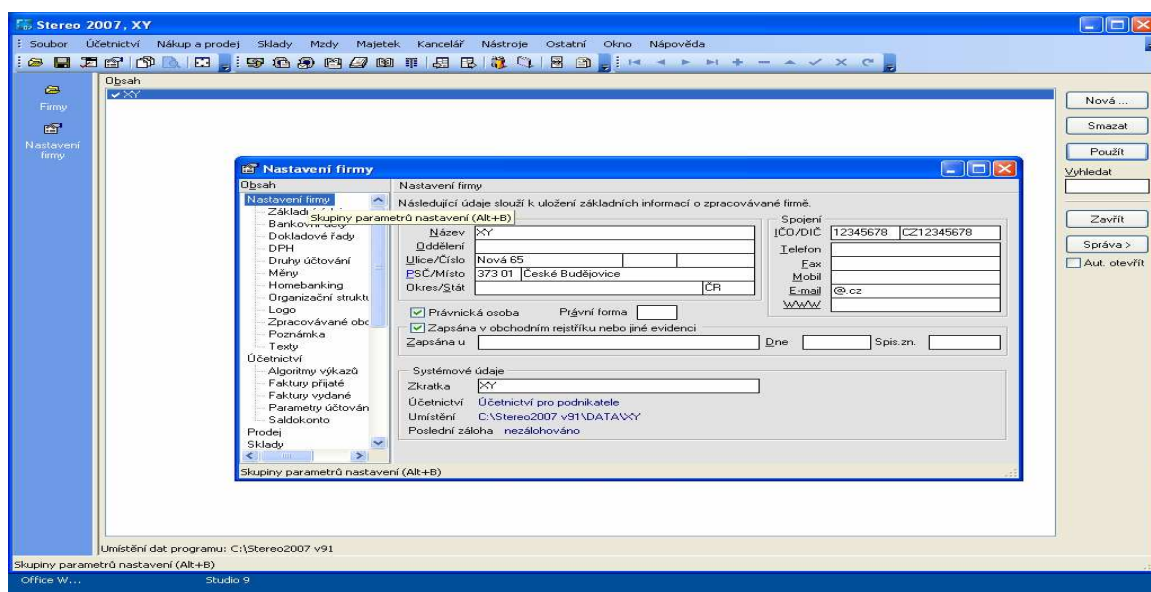 Stereo 2007, XY
Soubor Účetnictví Nákup a prodej Sklady Mzdy Majetek Kancelář Nástroje Ostatní Okno Nápověda
Obsah
XY
Firmy
Nastavení
firmy
Nová ...
Smazat
Použít
Vyhledat
Zavřít
Správa >
Aut. otevřít
Nastavení firmy
Obsah
Nastavení firmy
Následující údaje slouží k uložení základních informací o zpracovávané firmě.
Nastavení firmy
Skupiny parametrů nastavení (Alt+B)
Bankovní účty
Dokladové řady
DPH
Druhy účtování
Měny
Homebanking
Organizační struktu
Logo
Zpracovávané obc
Poznámka
Texty
Účetnictví
Algoritmy výkazů
Faktury přijaté
Faktury vydané
Parametry účtován
Saldokonto
Prodej
Sklady
Název XY
Oddělení
Ulice/Číslo Nová 65
PSČ/Místo 373 01 České Budějovice
Okres/Stát ČR
Spojení
IČO/DIČ 12345678 CZ12345678
Telefon
Fax
Mobil
E-mail @.cz
WWW
Právnická osoba Právní forma
Zapsána v obchodním rejstříku nebo jiné evidenci
Zapsána u Dne Spis.zn.
Systémové údaje
Zkratka XY
Účetnictví Účetnictví pro podnikatele
Umístění C:\Stereo2007 v91\DATA\XY
Poslední záloha nezálohováno
Skupiny parametrů nastavení (Alt+B)
Umístění dat programu: C:\Stereo2007 v91
Skupiny parametrů nastavení (Alt+B)
Office W... Studio 9